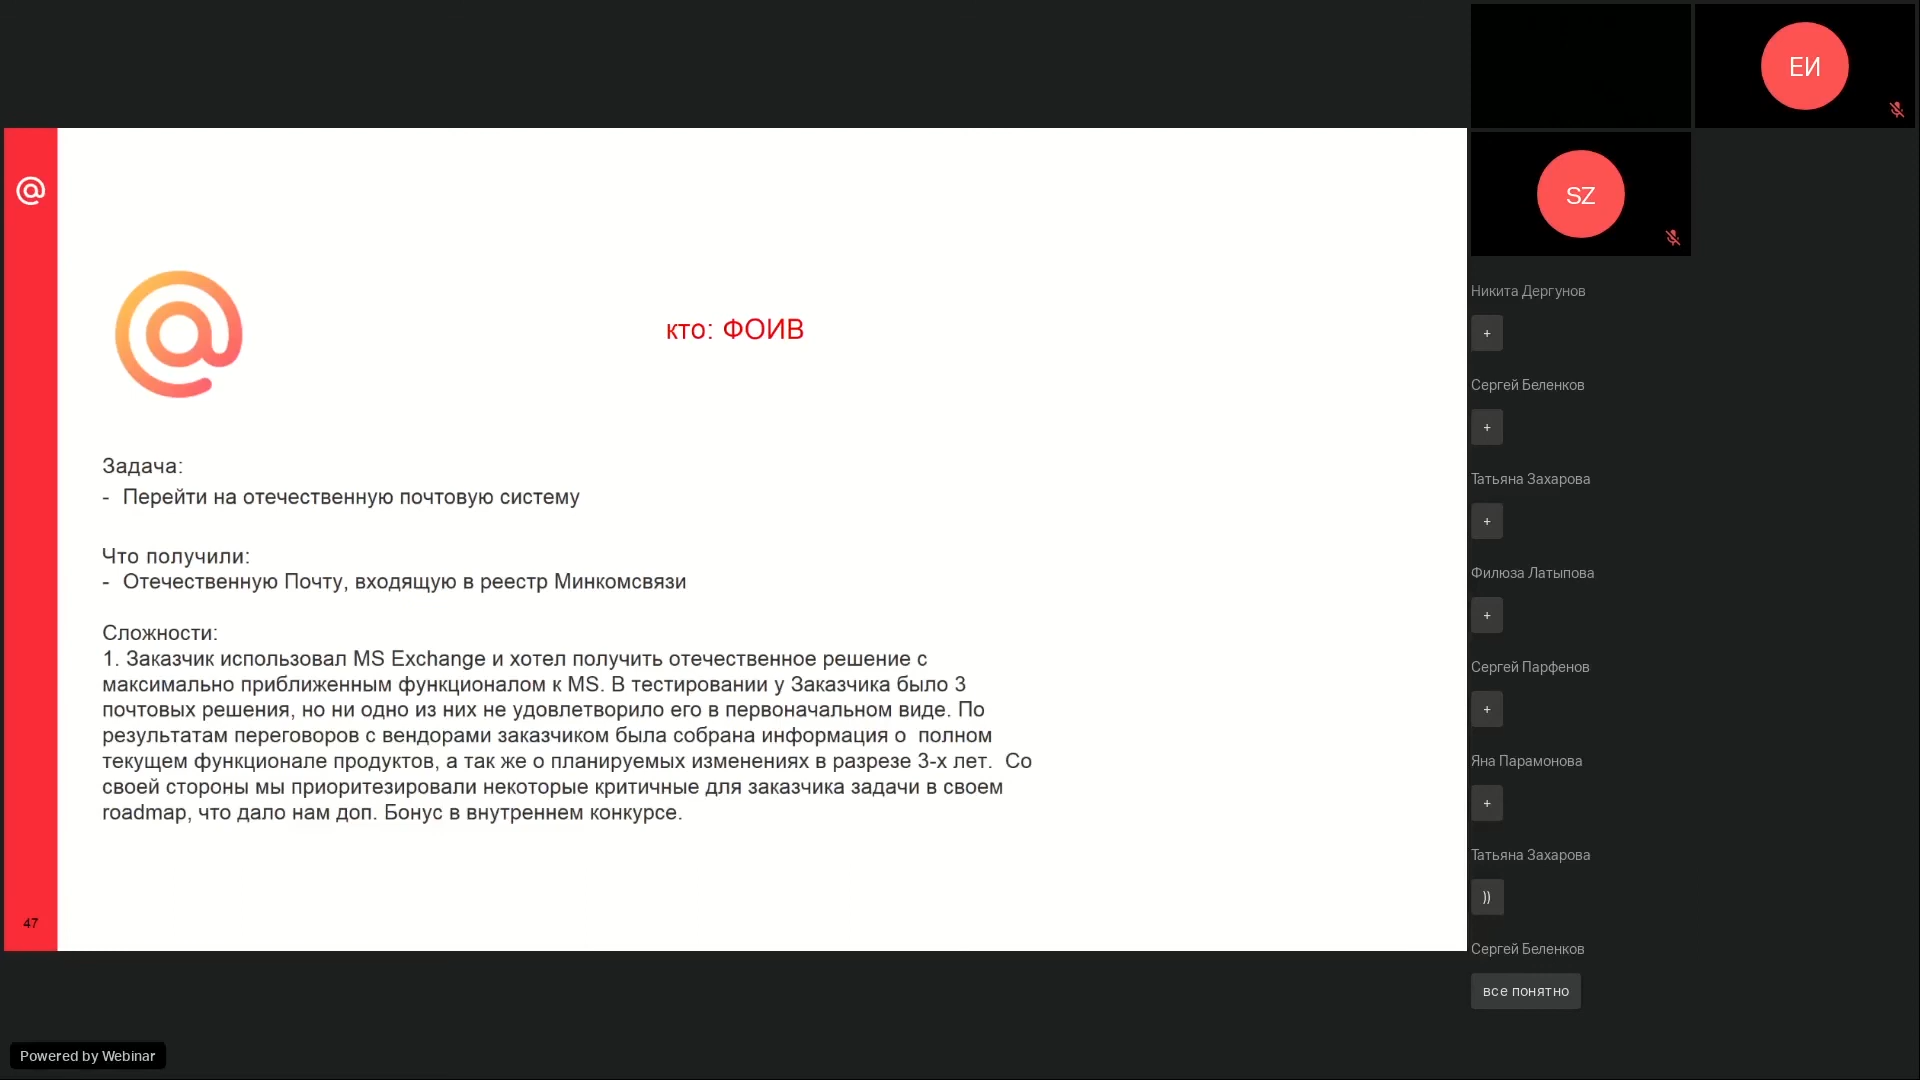 ЕИ
SZ
кто: ФОИВ
Задача:
- Перейти на отечественную почтовую систему
Что получили:
- Отечественную Почту, входящую в реестр Минкомсвязи
Сложности:
1. Заказчик использовал MS Exchange и хотел получить отечественное решение с
максимально приближенным функционалом к MS. В тестировании у Заказчика было 3
почтовых решения, но ни одно из них не удовлетворило его в первоначальном виде. По
результатам переговоров с вендорами заказчиком была собрана информация о полном
текущем функционале продуктов, а так же о планируемых изменениях в разрезе 3-х лет. Со
своей стороны мы приоритезировали некоторые критичные для заказчика задачи в своем
roadmap, что дало нам доп. Бонус в внутреннем конкурсе.
47
Никита Дергунов
+
Сергей Беленков
+
Татьяна Захарова
+
Филюза Латыпова
+
Сергей Парфенов
+
Яна Парамонова
+
Татьяна Захарова
))
Сергей Беленков
все понятно
Powered by Webinar